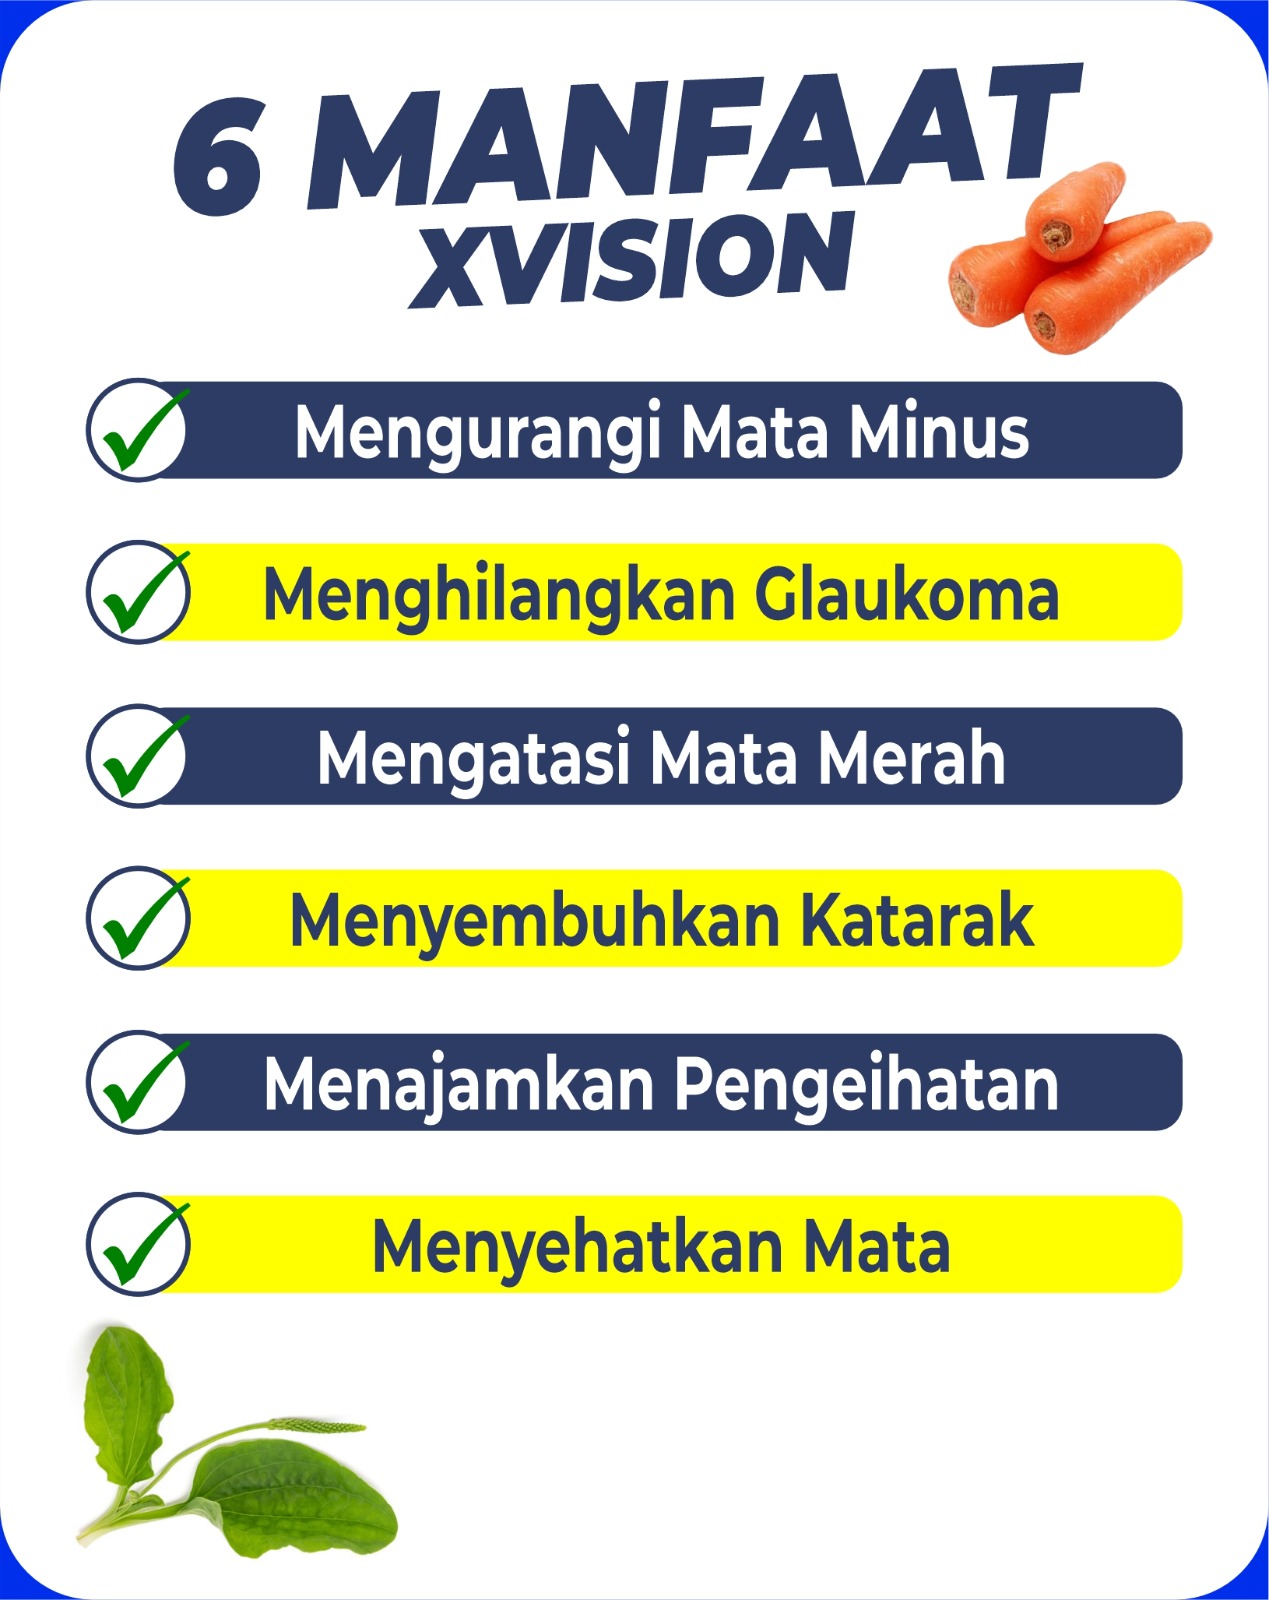 6 MANFAAT
XVISION
Mengurangi Mata Minus
Menghilangkan Glaukoma
Mengatasi Mata Merah
Menyembuhkan Katarak
Menajamkan Pengeihatan
Menyehatkan Mata